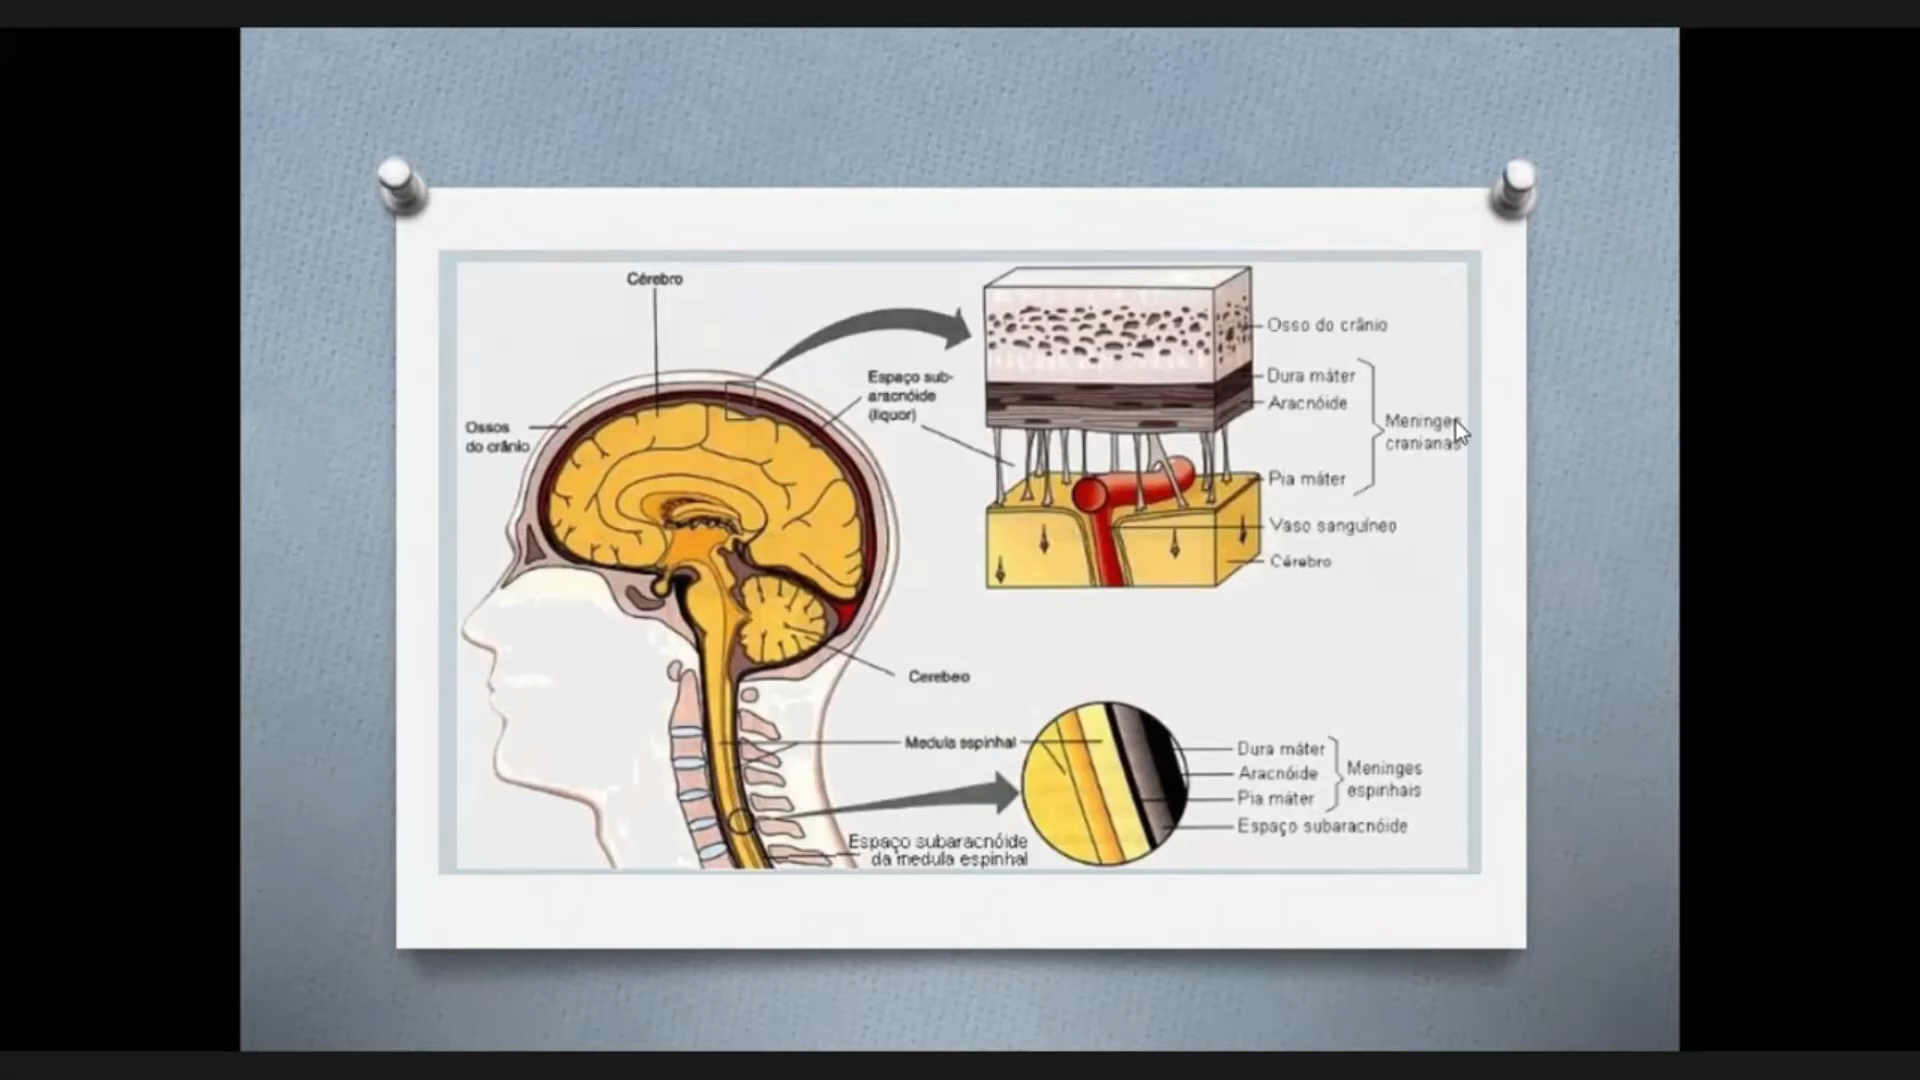 Cérebro
Ossos
do crânio
Espaço sub-
aracnóide
(liquor)
Osso do crânio
Dura máter
Aracnóide
Meninges
cranianas
Pia máter
Vaso sanguíneo
Cérebro
Cerebeo
Medula espinhal
Dura máter
Aracnóide
Pia máter
Meninges
espinhais
Espaço subaracnóide
Espaço subaracnóide
da medula espinhal